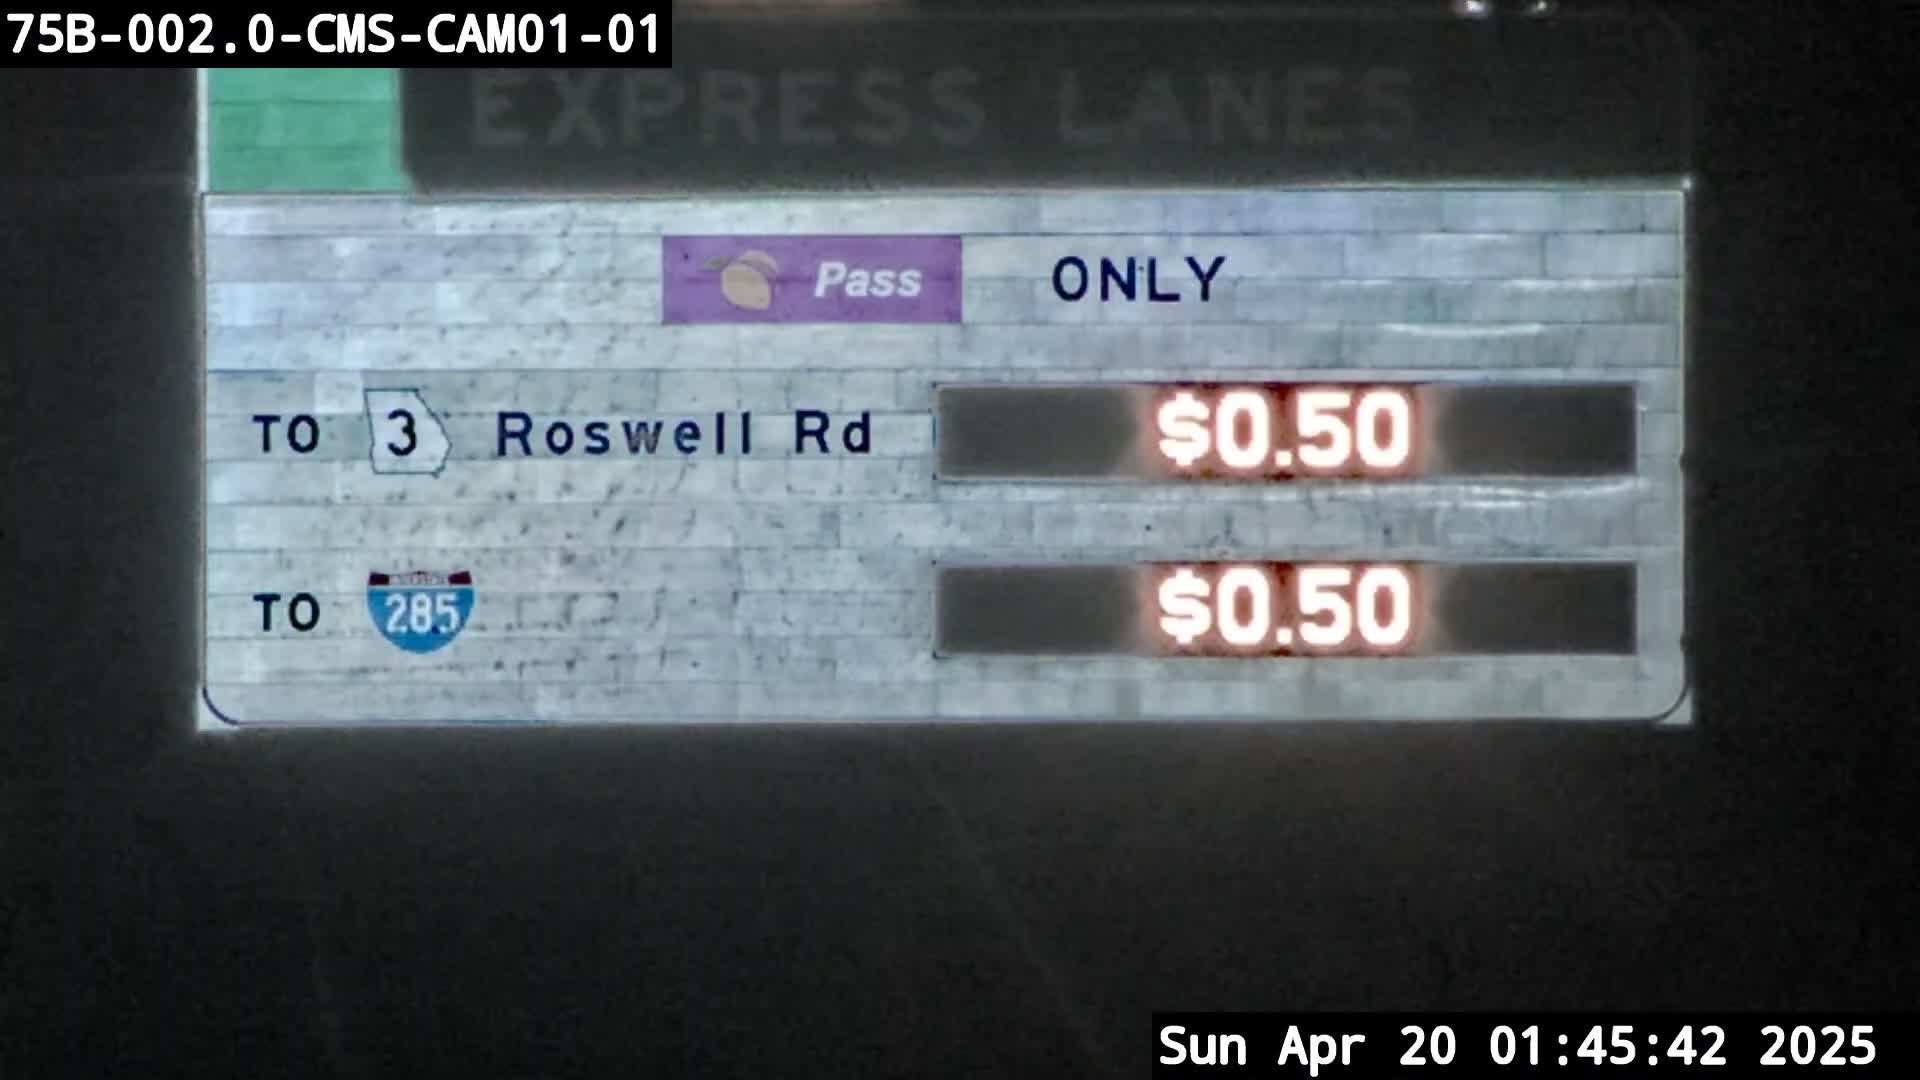 75B-002.0-CMS-CAM01-01
EXPRESS LANES
Pass ONLY
TO 3 Roswell Rd $0.50
TO 285 $0.50
Sun Apr 20 01:45:42 2025